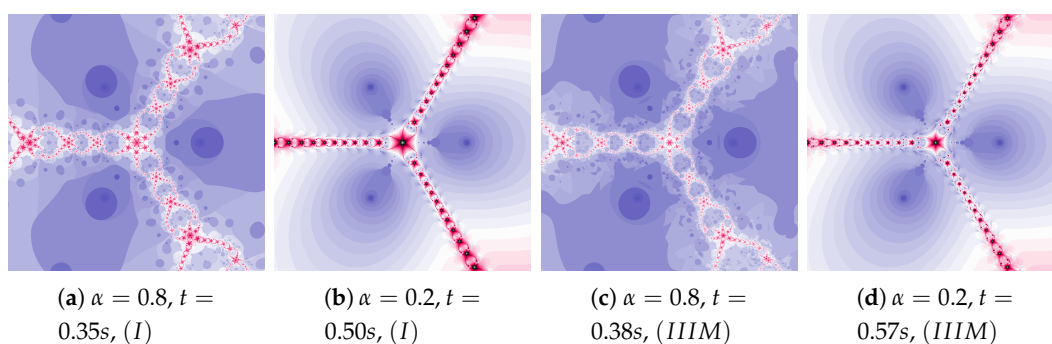 (a) α = 0.8, t =
0.35s, (I)
(b) α = 0.2, t =
0.50s, (I)
(c) α = 0.8, t =
0.38s, (IIIM)
(d) α = 0.2, t =
0.57s, (IIIM)